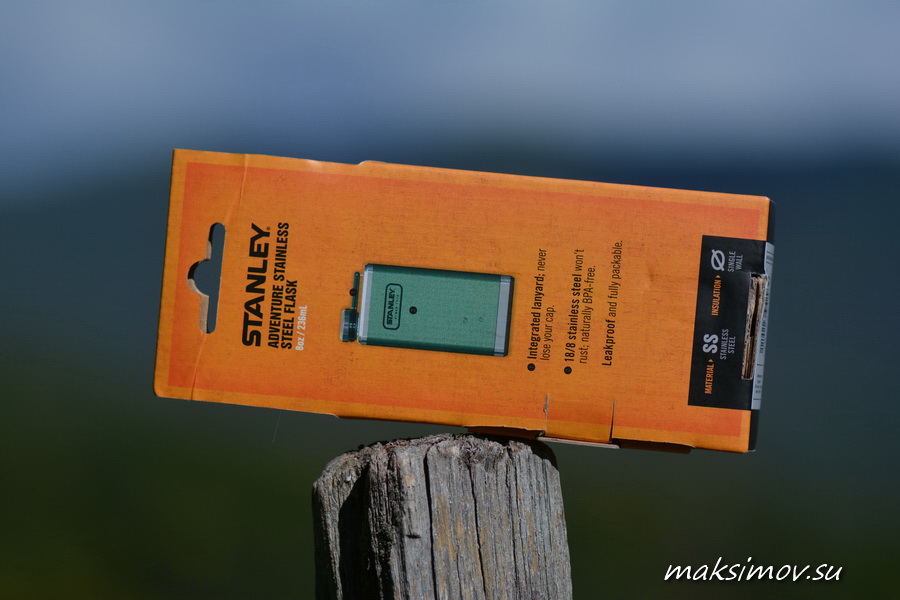 STANLEY.
ADVENTURE STAINLESS
STEEL FLASK
8oz / 236mL
STANLEY
Integrated lanyard; never
lose your cap.
18/8 stainless steel won't
rust; naturally BPA-free.
Leakproof and fully packable.
MATERIAL
SS
STAINLESS
STEEL
INSULATION
Ø
SINGLE
WALL
maksimov.su